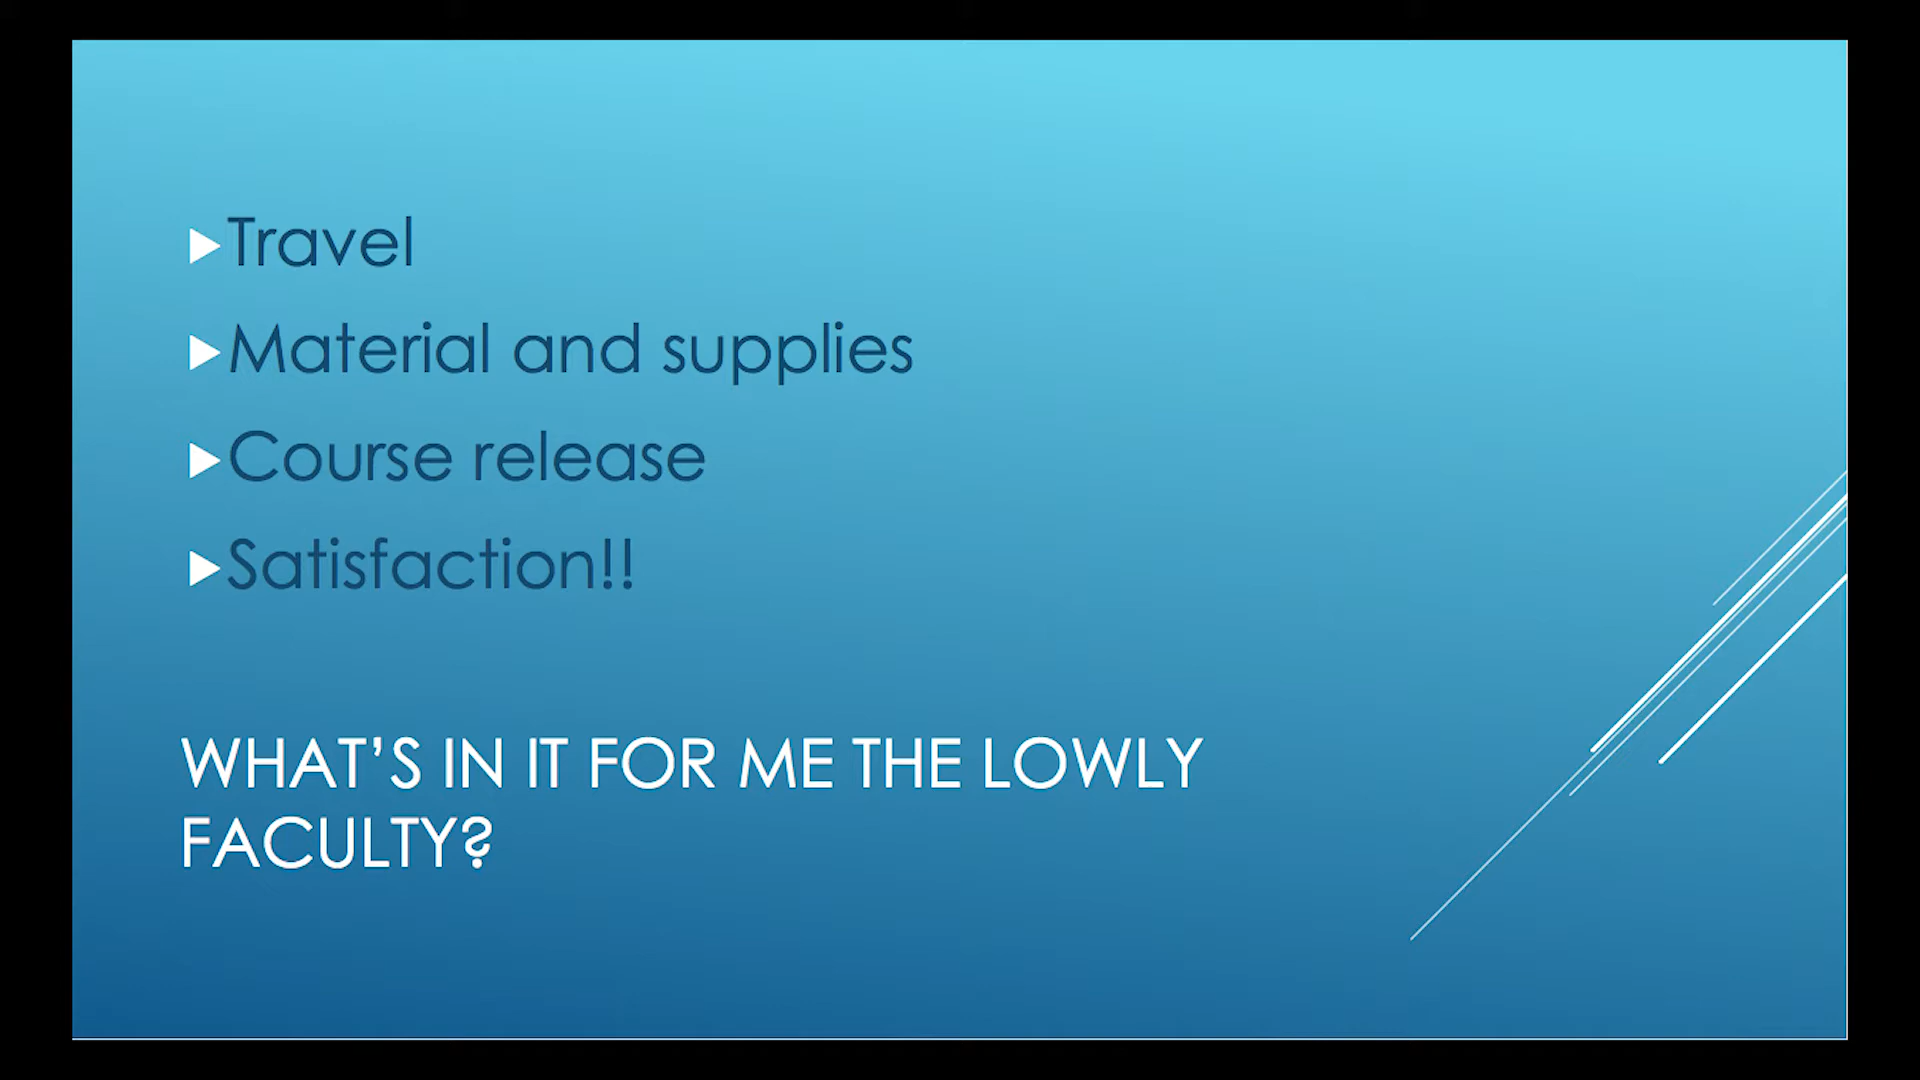 Travel
Material and supplies
Course release
Satisfaction!!
WHAT’S IN IT FOR ME THE LOWLY
FACULTY?